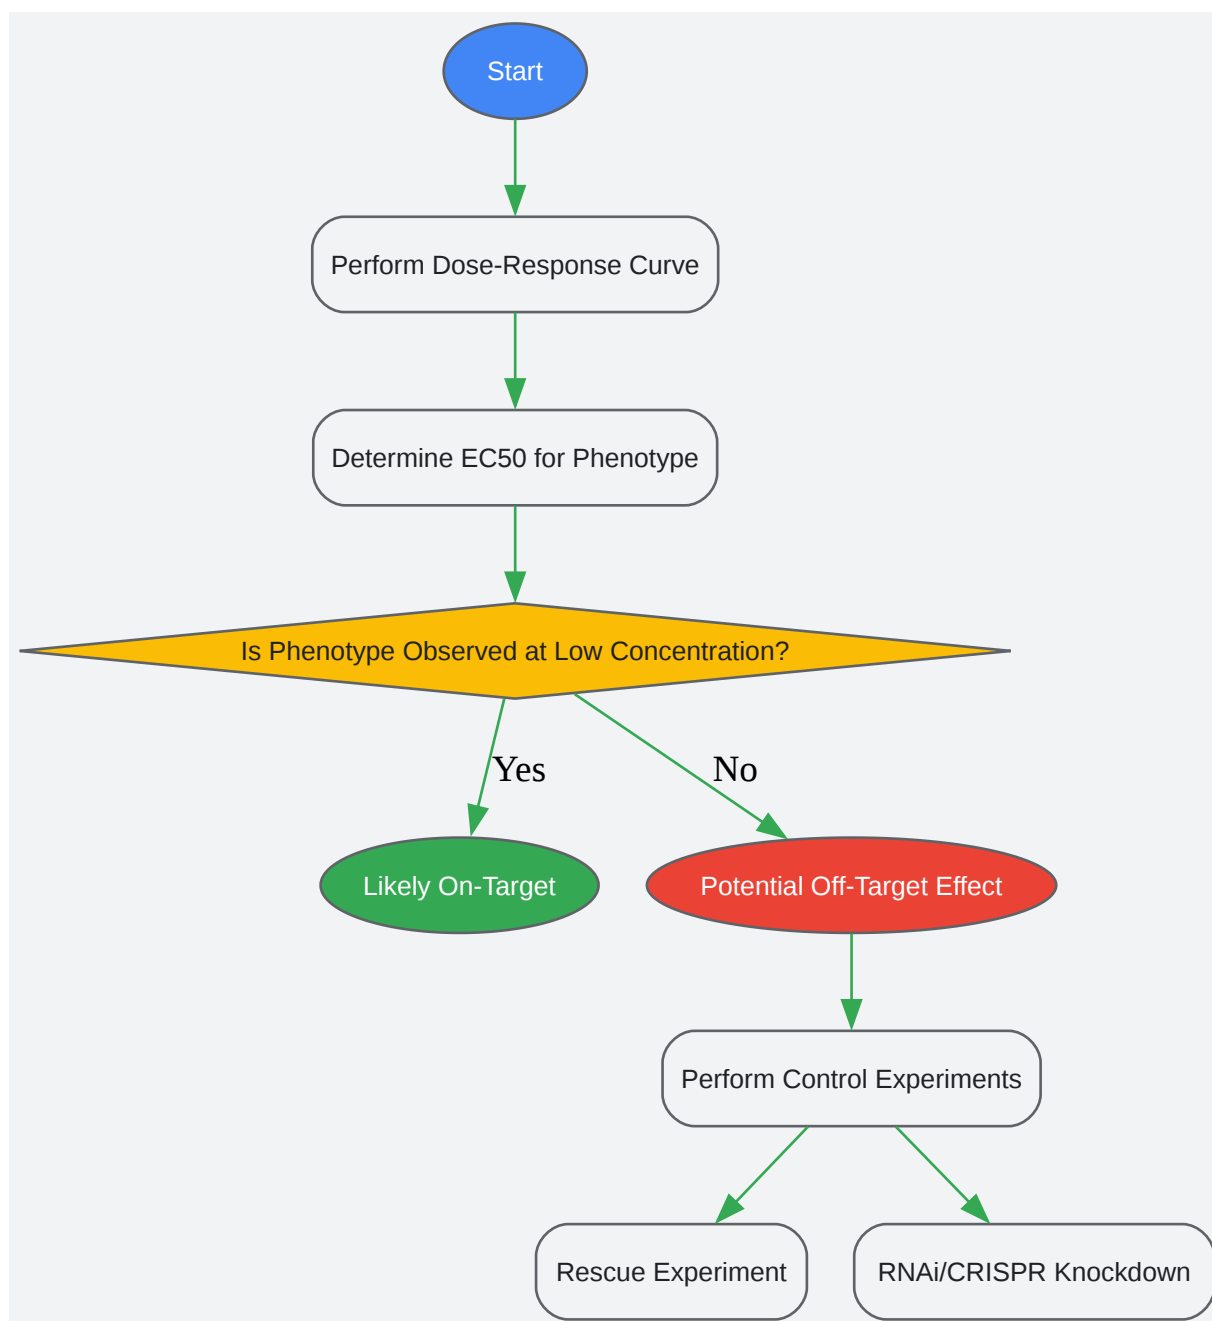 Start
Perform Dose-Response Curve
Determine EC50 for Phenotype
Is Phenotype Observed at Low Concentration?
Yes
No
Likely On-Target
Potential Off-Target Effect
Perform Control Experiments
Rescue Experiment
RNAi/CRISPR Knockdown